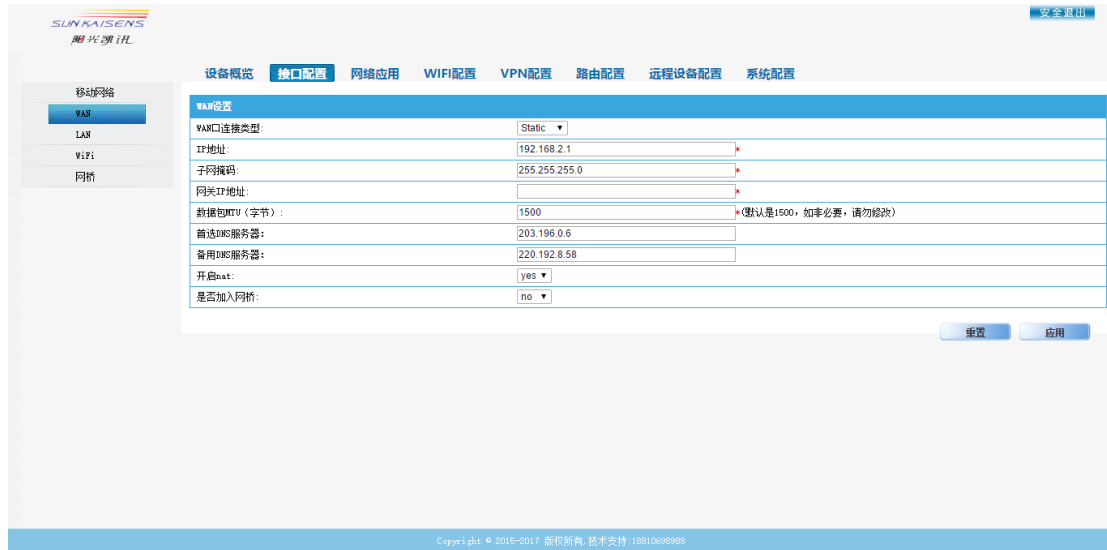 SUNKAISENS
阳光凯讯
安全退出
设备概览 接口配置 网络应用 WIFI配置 VPN配置 路由配置 远程设备配置 系统配置
移动网络
WAN
LAN
WiFi
网桥
WAN设置
WAN口连接类型: Static
IP地址: 192.168.2.1 *
子网掩码: 255.255.255.0 *
网关IP地址: *
数据包MTU(字节): 1500 *(默认是1500,如非必要,请勿修改)
首选DNS服务器: 203.196.0.6
备用DNS服务器: 220.192.8.58
开启nat: yes
是否加入网桥: no
重置 应用
Copyright © 2015-2017 版权所有.技术支持:18810698988